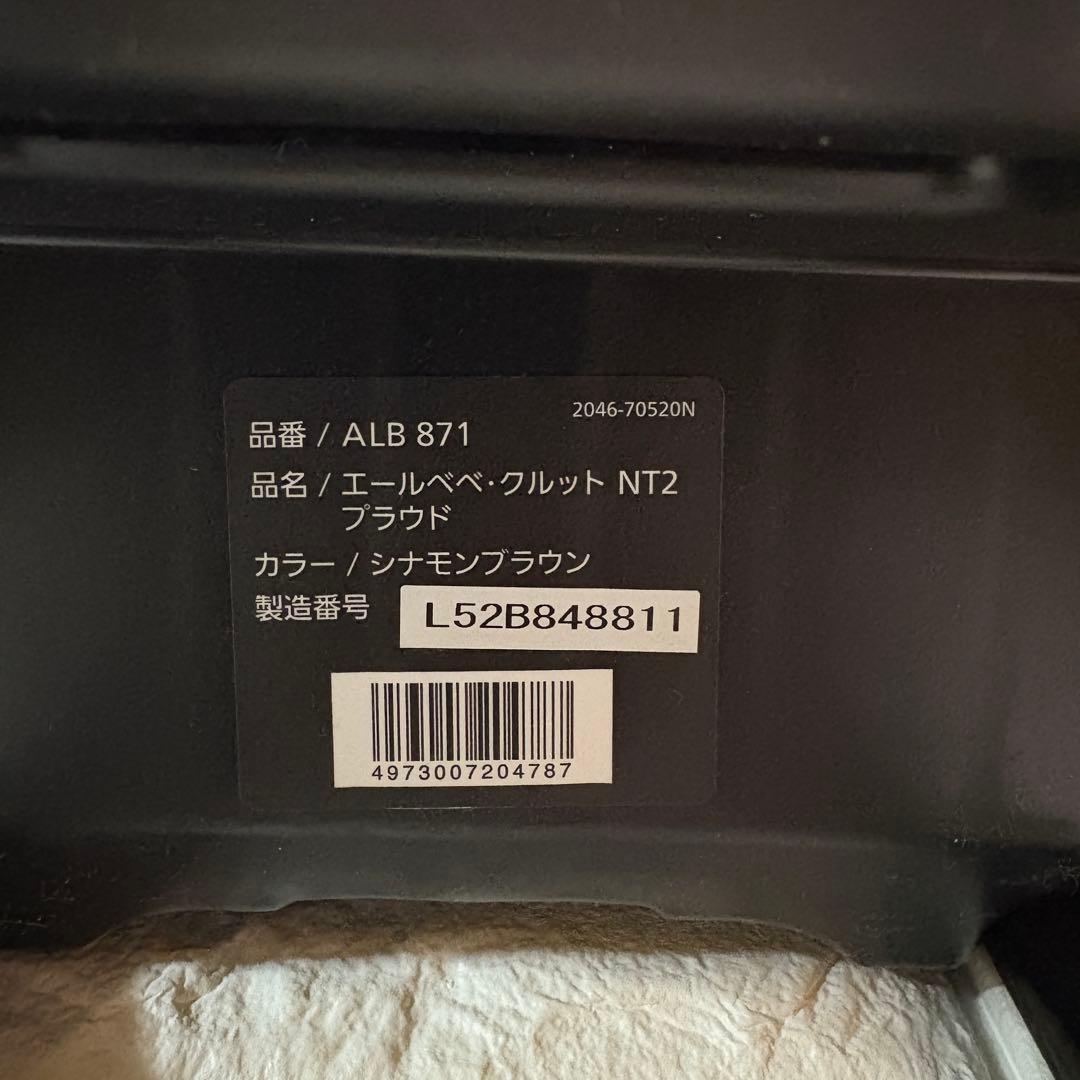 2046-70520N
品番 / ALB 871
品名 / エールベベ·クルット NT2
プラウド
カラー / シナモンブラウン
製造番号 L52B848811
4973007204787